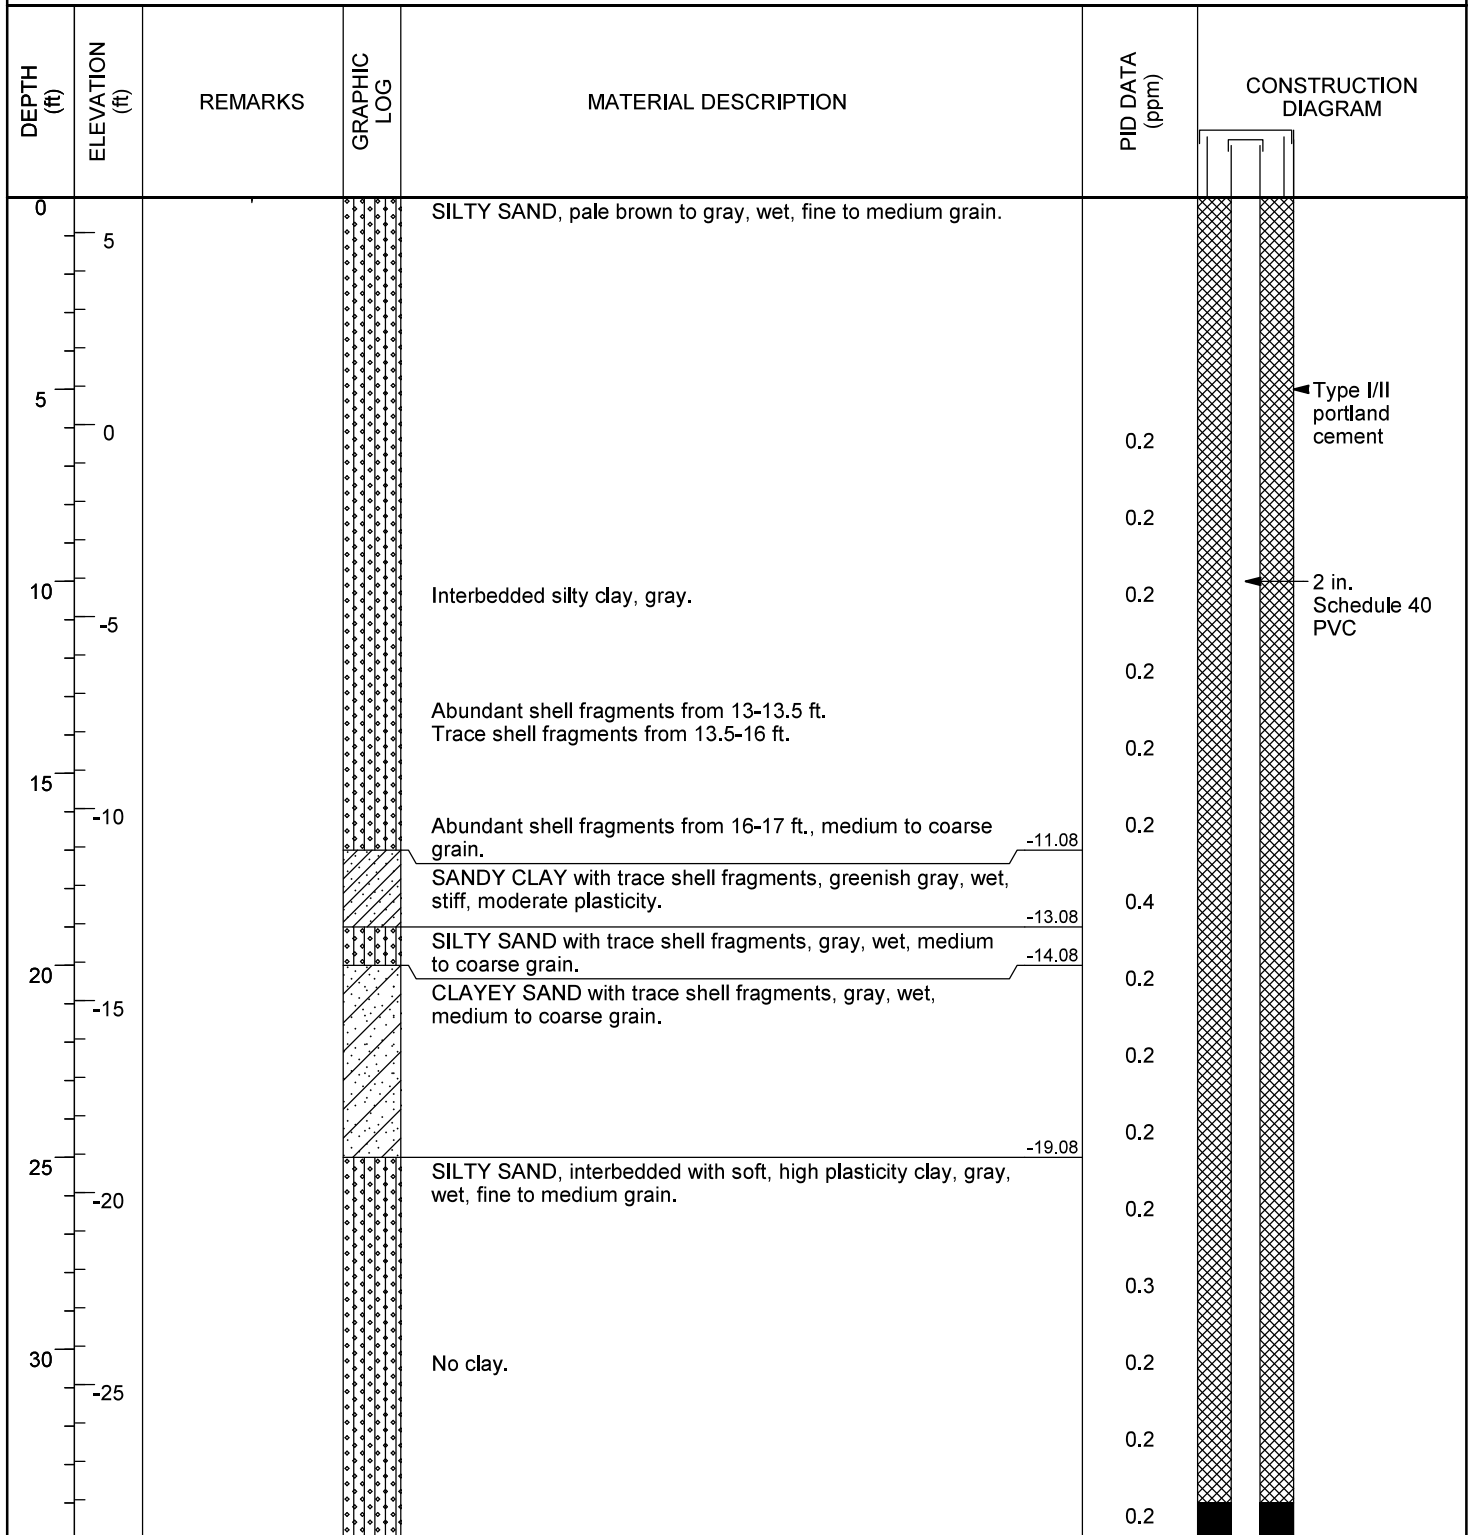 DEPTH
(ft)
ELEVATION
(ft)
REMARKS
GRAPHIC
LOG
MATERIAL DESCRIPTION
PID DATA
(ppm)
CONSTRUCTION
DIAGRAM
0
SILTY SAND, pale brown to gray, wet, fine to medium grain.
5
5
Type I/II
portland
cement
0
0.2
0.2
10
Interbedded silty clay, gray.
0.2
2 in.
Schedule 40
PVC
-5
0.2
Abundant shell fragments from 13-13.5 ft.
Trace shell fragments from 13.5-16 ft.
0.2
15
-10
Abundant shell fragments from 16-17 ft., medium to coarse
grain.
-11.08
0.2
SANDY CLAY with trace shell fragments, greenish gray, wet,
stiff, moderate plasticity.
-13.08
0.4
SILTY SAND with trace shell fragments, gray, wet, medium
to coarse grain.
-14.08
20
0.2
CLAYEY SAND with trace shell fragments, gray, wet,
medium to coarse grain.
-15
0.2
0.2
-19.08
25
SILTY SAND, interbedded with soft, high plasticity clay, gray,
wet, fine to medium grain.
-20
0.2
0.3
30
No clay.
0.2
-25
0.2
0.2